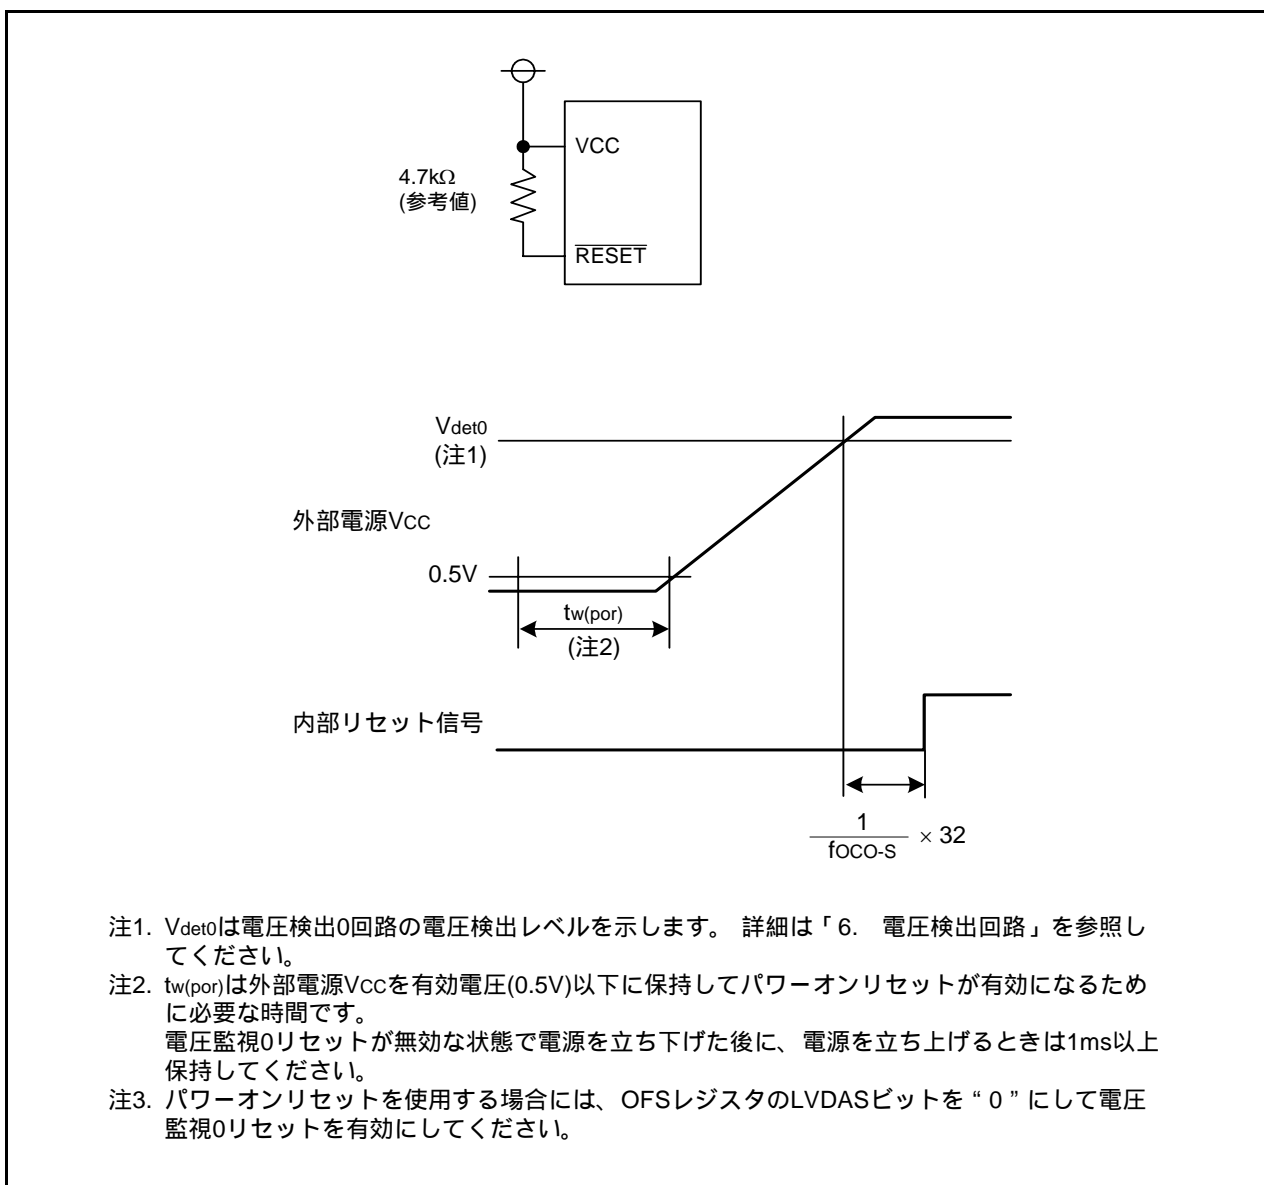 VCC
4.7kΩ
(参考値)
RESET
Vdet0
(注1)
外部電源VCC
0.5V
tw(por)
(注2)
内部リセット信号
1
fOCO-S
× 32
注1. Vdet0は電圧検出0回路の電圧検出レベルを示します。 詳細は「6. 電圧検出回路」を参照し
てください。
注2. tw(por)は外部電源VCCを有効電圧(0.5V)以下に保持してパワーオンリセットが有効になるため
に必要な時間です。
電圧監視0リセットが無効な状態で電源を立ち下げた後に、電源を立ち上げるときは1ms以上
保持してください。
注3. パワーオンリセットを使用する場合には、OFSレジスタのLVDASビットを“0”にして電圧
監視0リセットを有効にしてください。